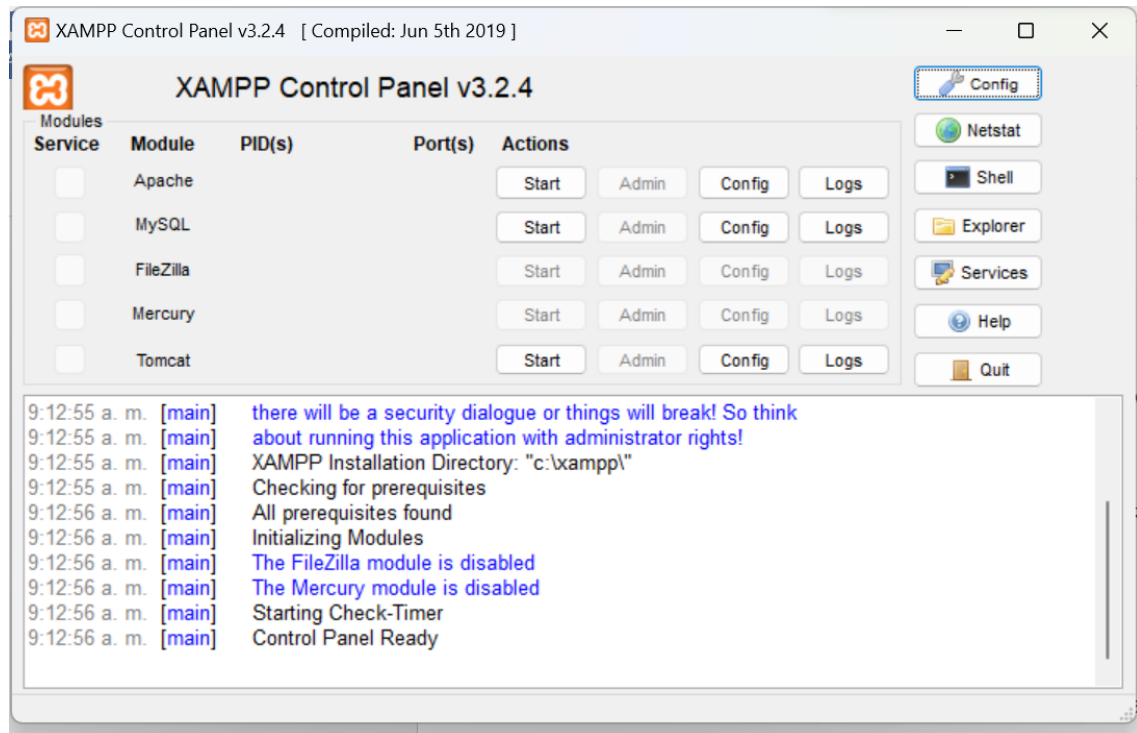 XAMPP Control Panel v3.2.4 [ Compiled: Jun 5th 2019 ]
XAMPP Control Panel v3.2.4
Config
Modules
Service Module PID(s) Port(s) Actions
Netstat
Apache Start Admin Config Logs
Shell
MySQL Start Admin Config Logs
Explorer
FileZilla Start Admin Config Logs
Services
Mercury Start Admin Config Logs
Help
Tomcat Start Admin Config Logs
Quit
9:12:55 a. m. [main] there will be a security dialogue or things will break! So think
9:12:55 a. m. [main] about running this application with administrator rights!
9:12:55 a. m. [main] XAMPP Installation Directory: "c:\xampp\"
9:12:55 a. m. [main] Checking for prerequisites
9:12:56 a. m. [main] All prerequisites found
9:12:56 a. m. [main] Initializing Modules
9:12:56 a. m. [main] The FileZilla module is disabled
9:12:56 a. m. [main] The Mercury module is disabled
9:12:56 a. m. [main] Starting Check-Timer
9:12:56 a. m. [main] Control Panel Ready